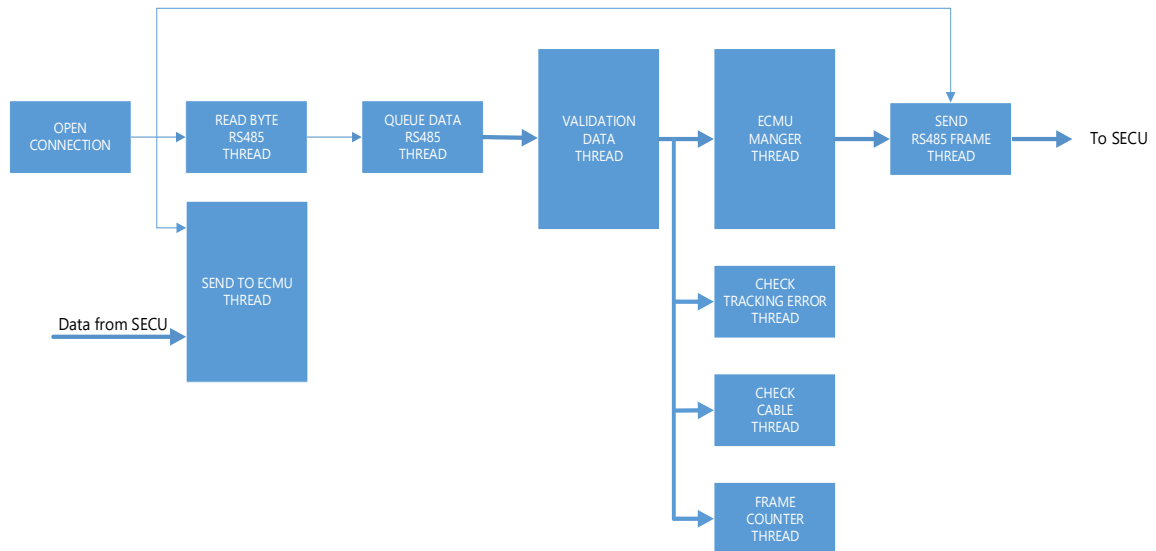 OPEN
CONNECTION
READ BYTE
RS485
THREAD
QUEUE DATA
RS485
THREAD
VALIDATION
DATA
THREAD
ECMU
MANGER
THREAD
SEND
RS485 FRAME
THREAD
To SECU
SEND TO ECMU
THREAD
Data from SECU
CHECK
TRACKING ERROR
THREAD
CHECK
CABLE
THREAD
FRAME
COUNTER
THREAD